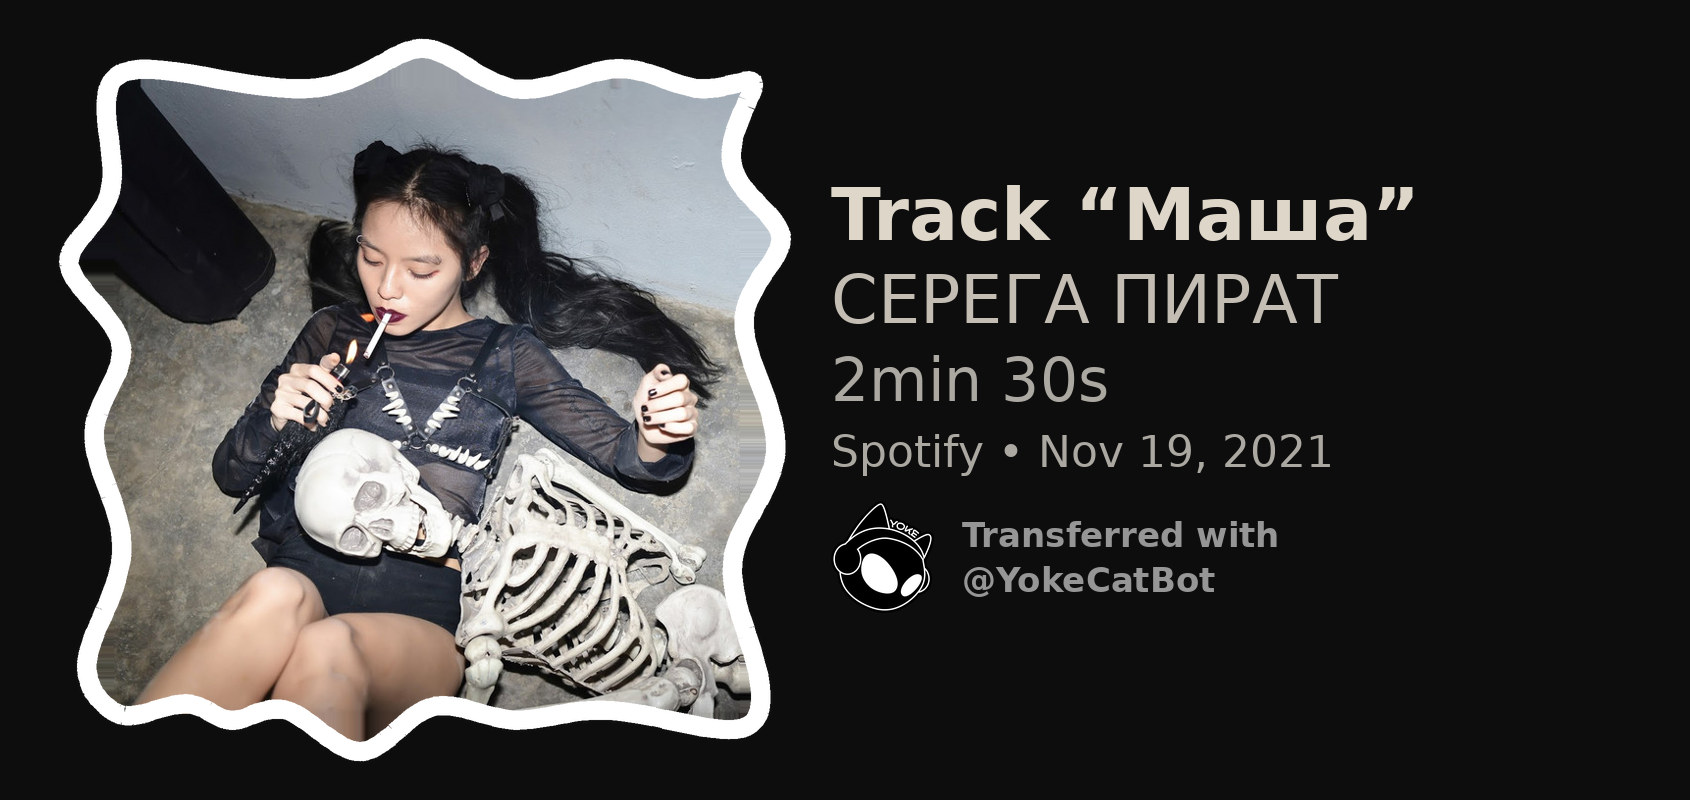 Track “Маша”
СЕРЕГА ПИРАТ
2min 30s
Spotify • Nov 19, 2021
YOKE
Transferred with
@YokeCatBot